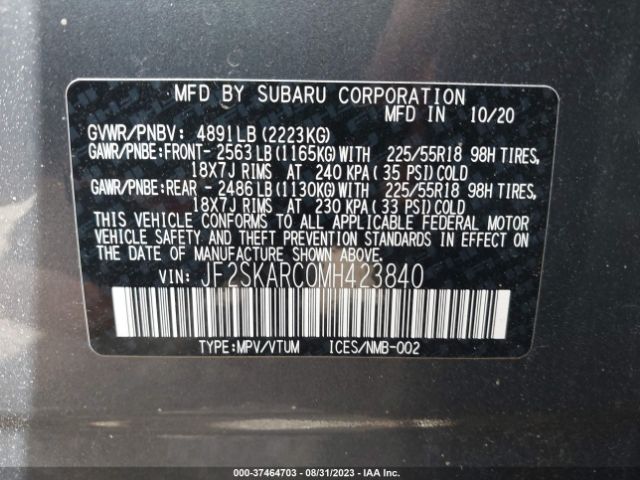 MFD BY SUBARU CORPORATION
MFD IN 10/20
GVWR/PNBV: 4891LB(2223KG)
GAWR/PNBE:FRONT- 2563LB(1165KG)WITH 225/55R18 98H TIRES,
18X7J RIMS AT 240 KPA(35 PSI)COLD
GAWR/PNBE:REAR - 2486LB(1130KG)WITH 225/55R18 98H TIRES,
18X7J RIMS AT 230 KPA(33 PSI)COLD
THIS VEHICLE CONFORMS TO ALL APPLICABLE FEDERAL MOTOR
VEHICLE SAFETY AND THEFT PREVENTION STANDARDS IN EFFECT
ON THE DATE OF MANUFACTURE SHOWN ABOVE.
VIN: JF2SKARC0MH423840
TYPE:MPV/VTUM ICES/NMB-002
000-37464703 - 08/31/2023 - IAA Inc.